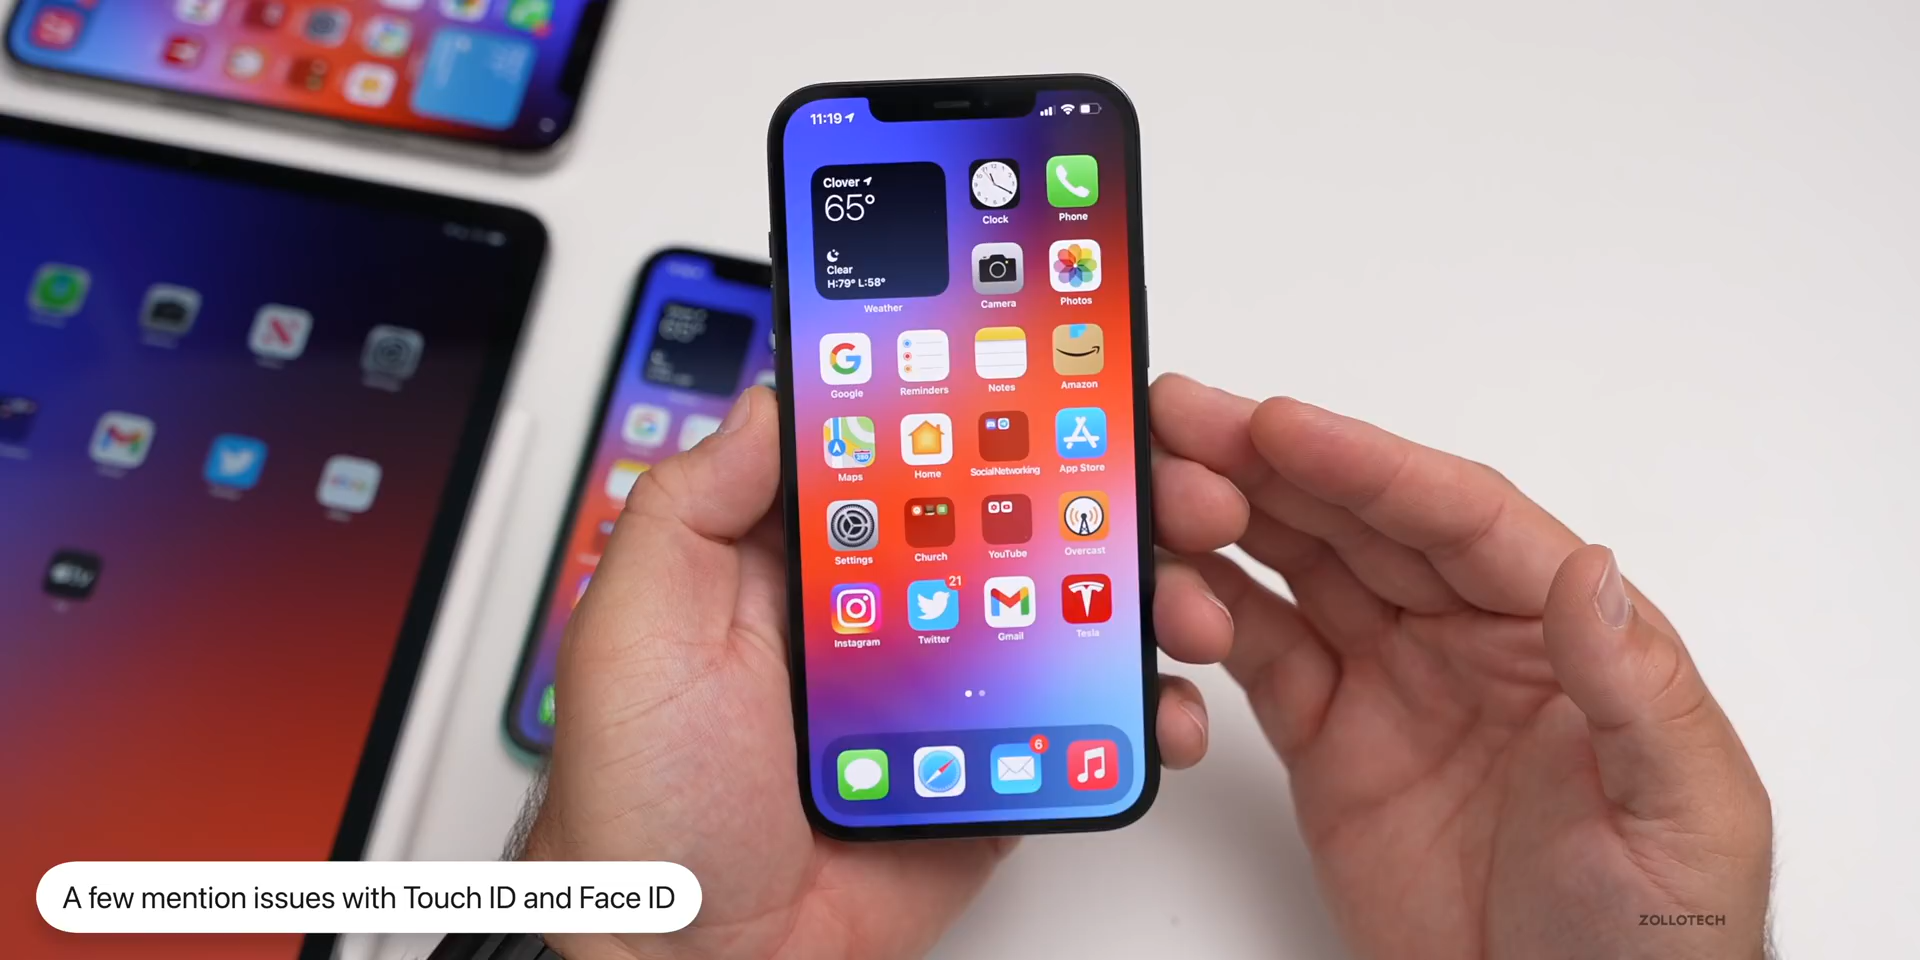 11:19
Clover
65°
Clear
H:79° L:58°
Weather
Clock
Phone
Camera
Photos
Google
Reminders
Notes
Amazon
Maps
Home
SocialNetworking
App Store
Settings
Church
YouTube
Overcast
21
Instagram
Twitter
Gmail
Tesla
6
A few mention issues with Touch ID and Face ID
ZOLLOTECH